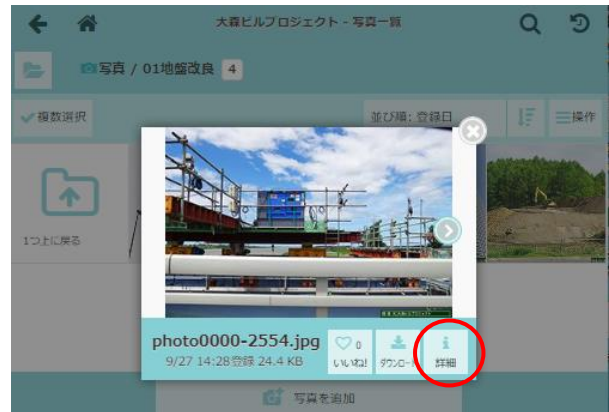 大森ビルプロジェクト - 写真一覧
写真 / 01地盤改良 4
複数選択
並び順: 登録日
操作
1つ上に戻る
photo0000-2554.jpg
9/27 14:28登録 24.4 KB
0
いいね!
ダウンロード
詳細
写真を追加